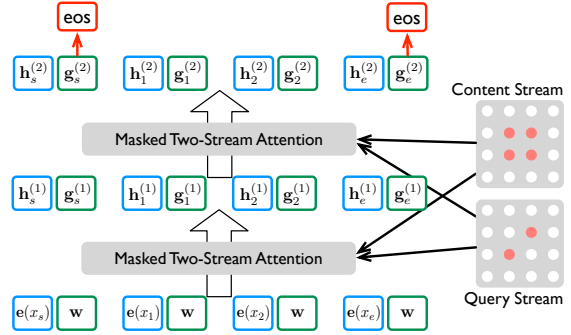 eos eos
h_s^{(2)} g_s^{(2)} h_1^{(2)} g_1^{(2)} h_2^{(2)} g_2^{(2)} h_e^{(2)} g_e^{(2)}
Content Stream
Masked Two-Stream Attention
h_s^{(1)} g_s^{(1)} h_1^{(1)} g_1^{(1)} h_2^{(1)} g_2^{(1)} h_e^{(1)} g_e^{(1)}
Masked Two-Stream Attention
Query Stream
e(x_s) w e(x_1) w e(x_2) w e(x_e) w